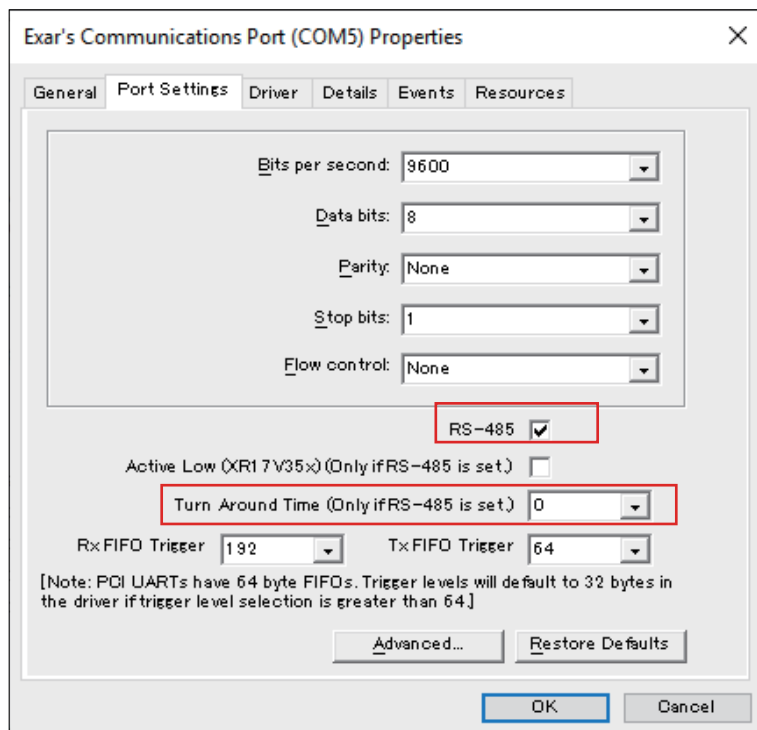 Exar's Communications Port (COM5) Properties
General Port Settings Driver Details Events Resources
Bits per second: 9600
Data bits: 8
Parity: None
Stop bits: 1
Flow control: None
RS-485
Active Low (XR17V35x) (Only if RS-485 is set.)
Turn Around Time (Only if RS-485 is set.) 0
Rx FIFO Trigger 192 Tx FIFO Trigger 64
[Note: PCI UARTs have 64 byte FIFOs. Trigger levels will default to 32 bytes in
the driver if trigger level selection is greater than 64.]
Advanced... Restore Defaults
OK Cancel